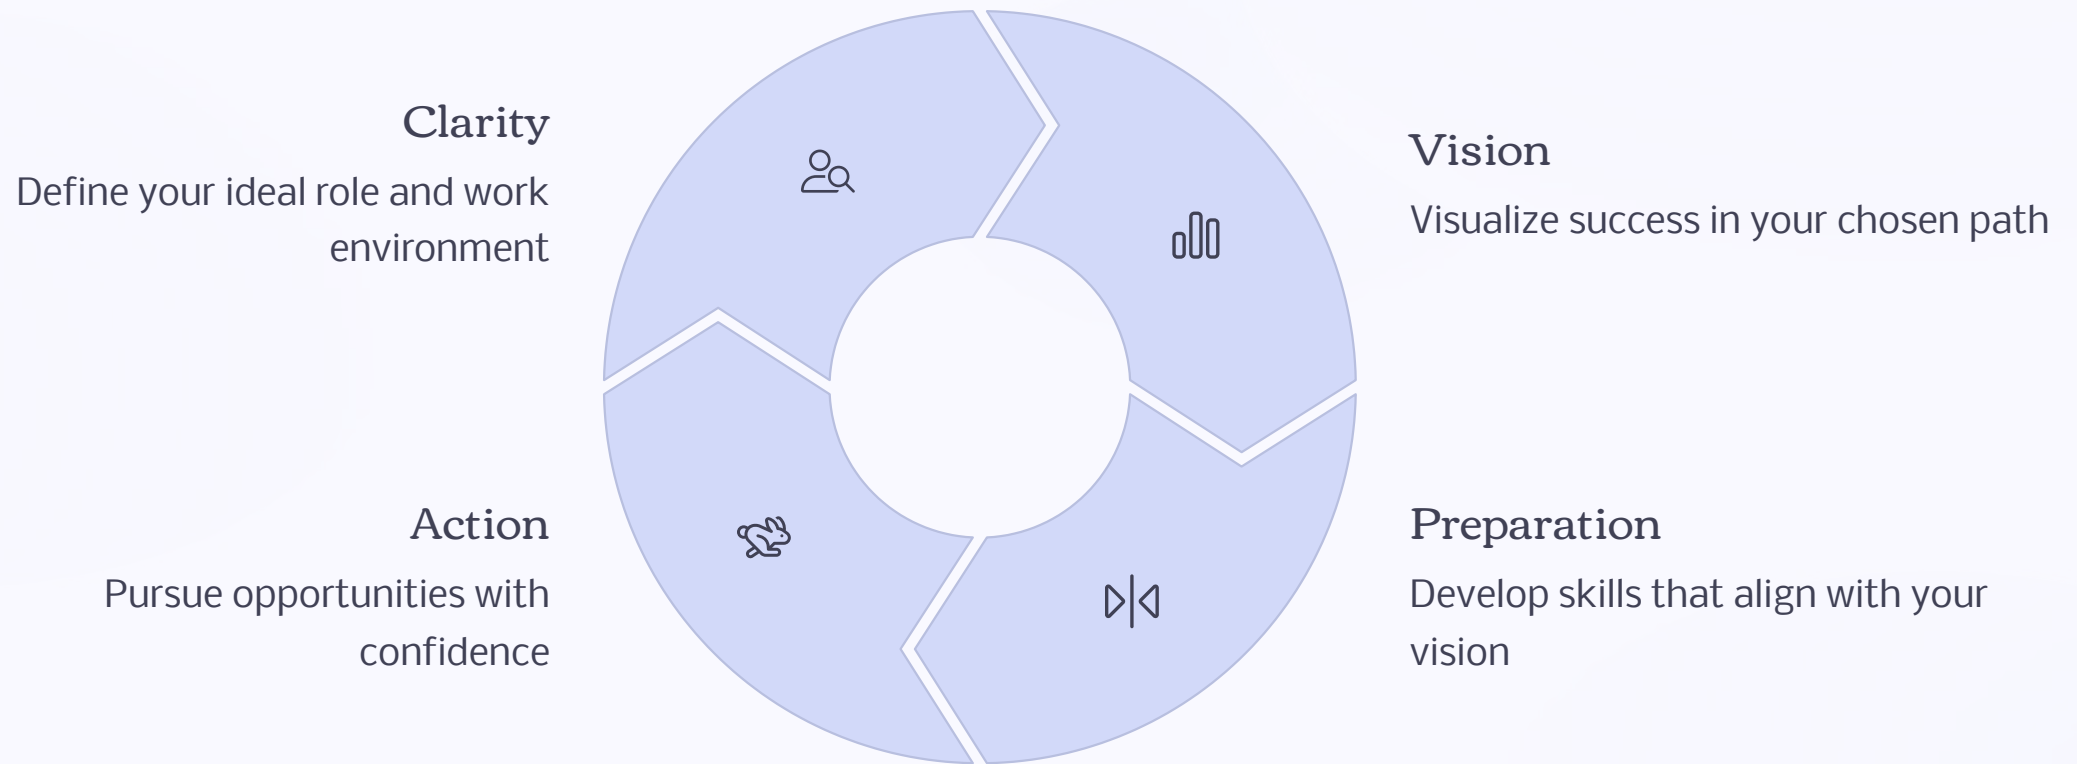 Clarity
Define your ideal role and work
environment
Vision
Visualize success in your chosen path
Action
Pursue opportunities with
confidence
Preparation
Develop skills that align with your
vision